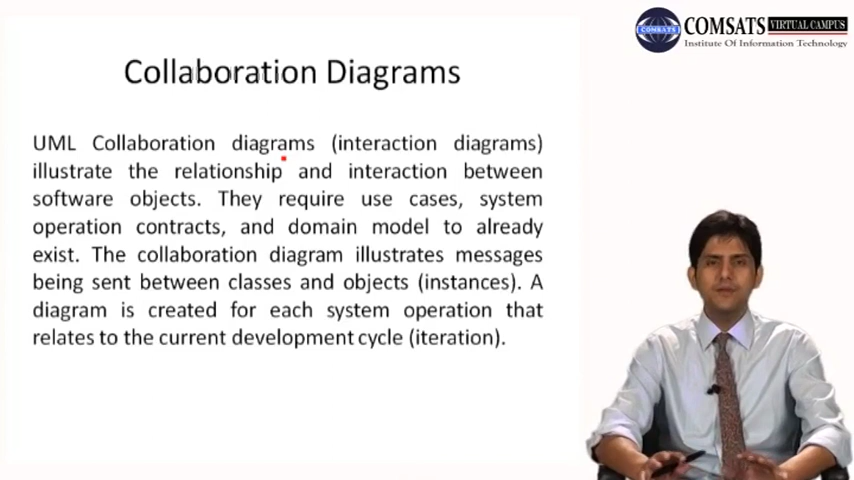 COMSATS VIRTUAL CAMPUS
COMSATS
Institute Of Information Technology
Collaboration Diagrams
UML Collaboration diagrams (interaction diagrams)
illustrate the relationship and interaction between
software objects. They require use cases, system
operation contracts, and domain model to already
exist. The collaboration diagram illustrates messages
being sent between classes and objects (instances). A
diagram is created for each system operation that
relates to the current development cycle (iteration).